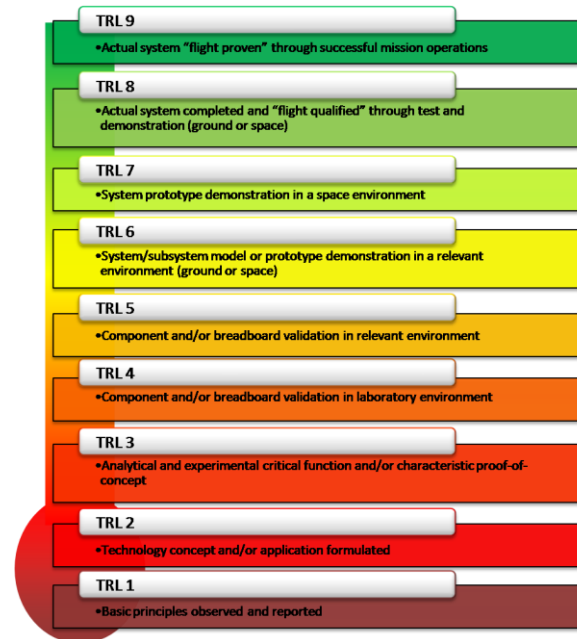 TRL 9
•Actual system “flight proven” through successful mission operations
TRL 8
•Actual system completed and “flight qualified” through test and
demonstration (ground or space)
TRL 7
•System prototype demonstration in a space environment
TRL 6
•System/subsystem model or prototype demonstration in a relevant
environment (ground or space)
TRL 5
•Component and/or breadboard validation in relevant environment
TRL 4
•Component and/or breadboard validation in laboratory environment
TRL 3
•Analytical and experimental critical function and/or characteristic proof-of-
concept
TRL 2
•Technology concept and/or application formulated
TRL 1
•Basic principles observed and reported